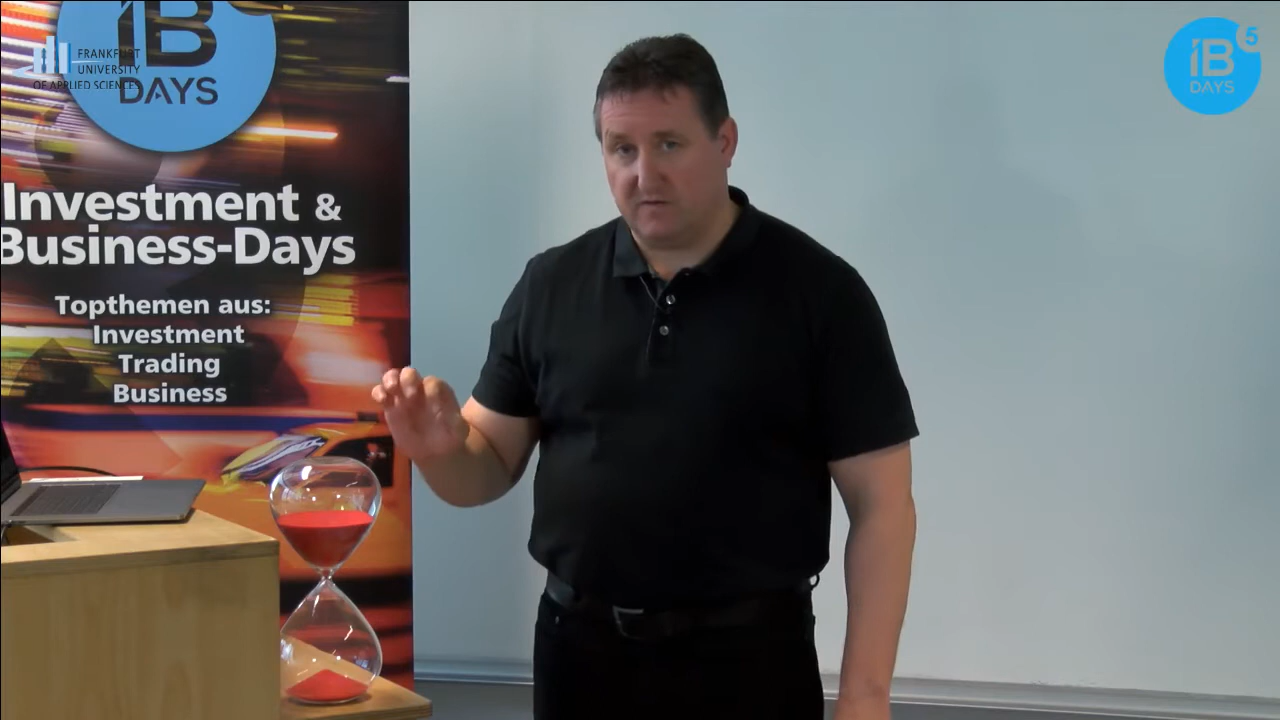 IB
DAYS
FRANKFURT
UNIVERSITY
OF APPLIED SCIENCES
Investment &
Business-Days
Topthemen aus:
Investment
Trading
Business
IB
5
DAYS